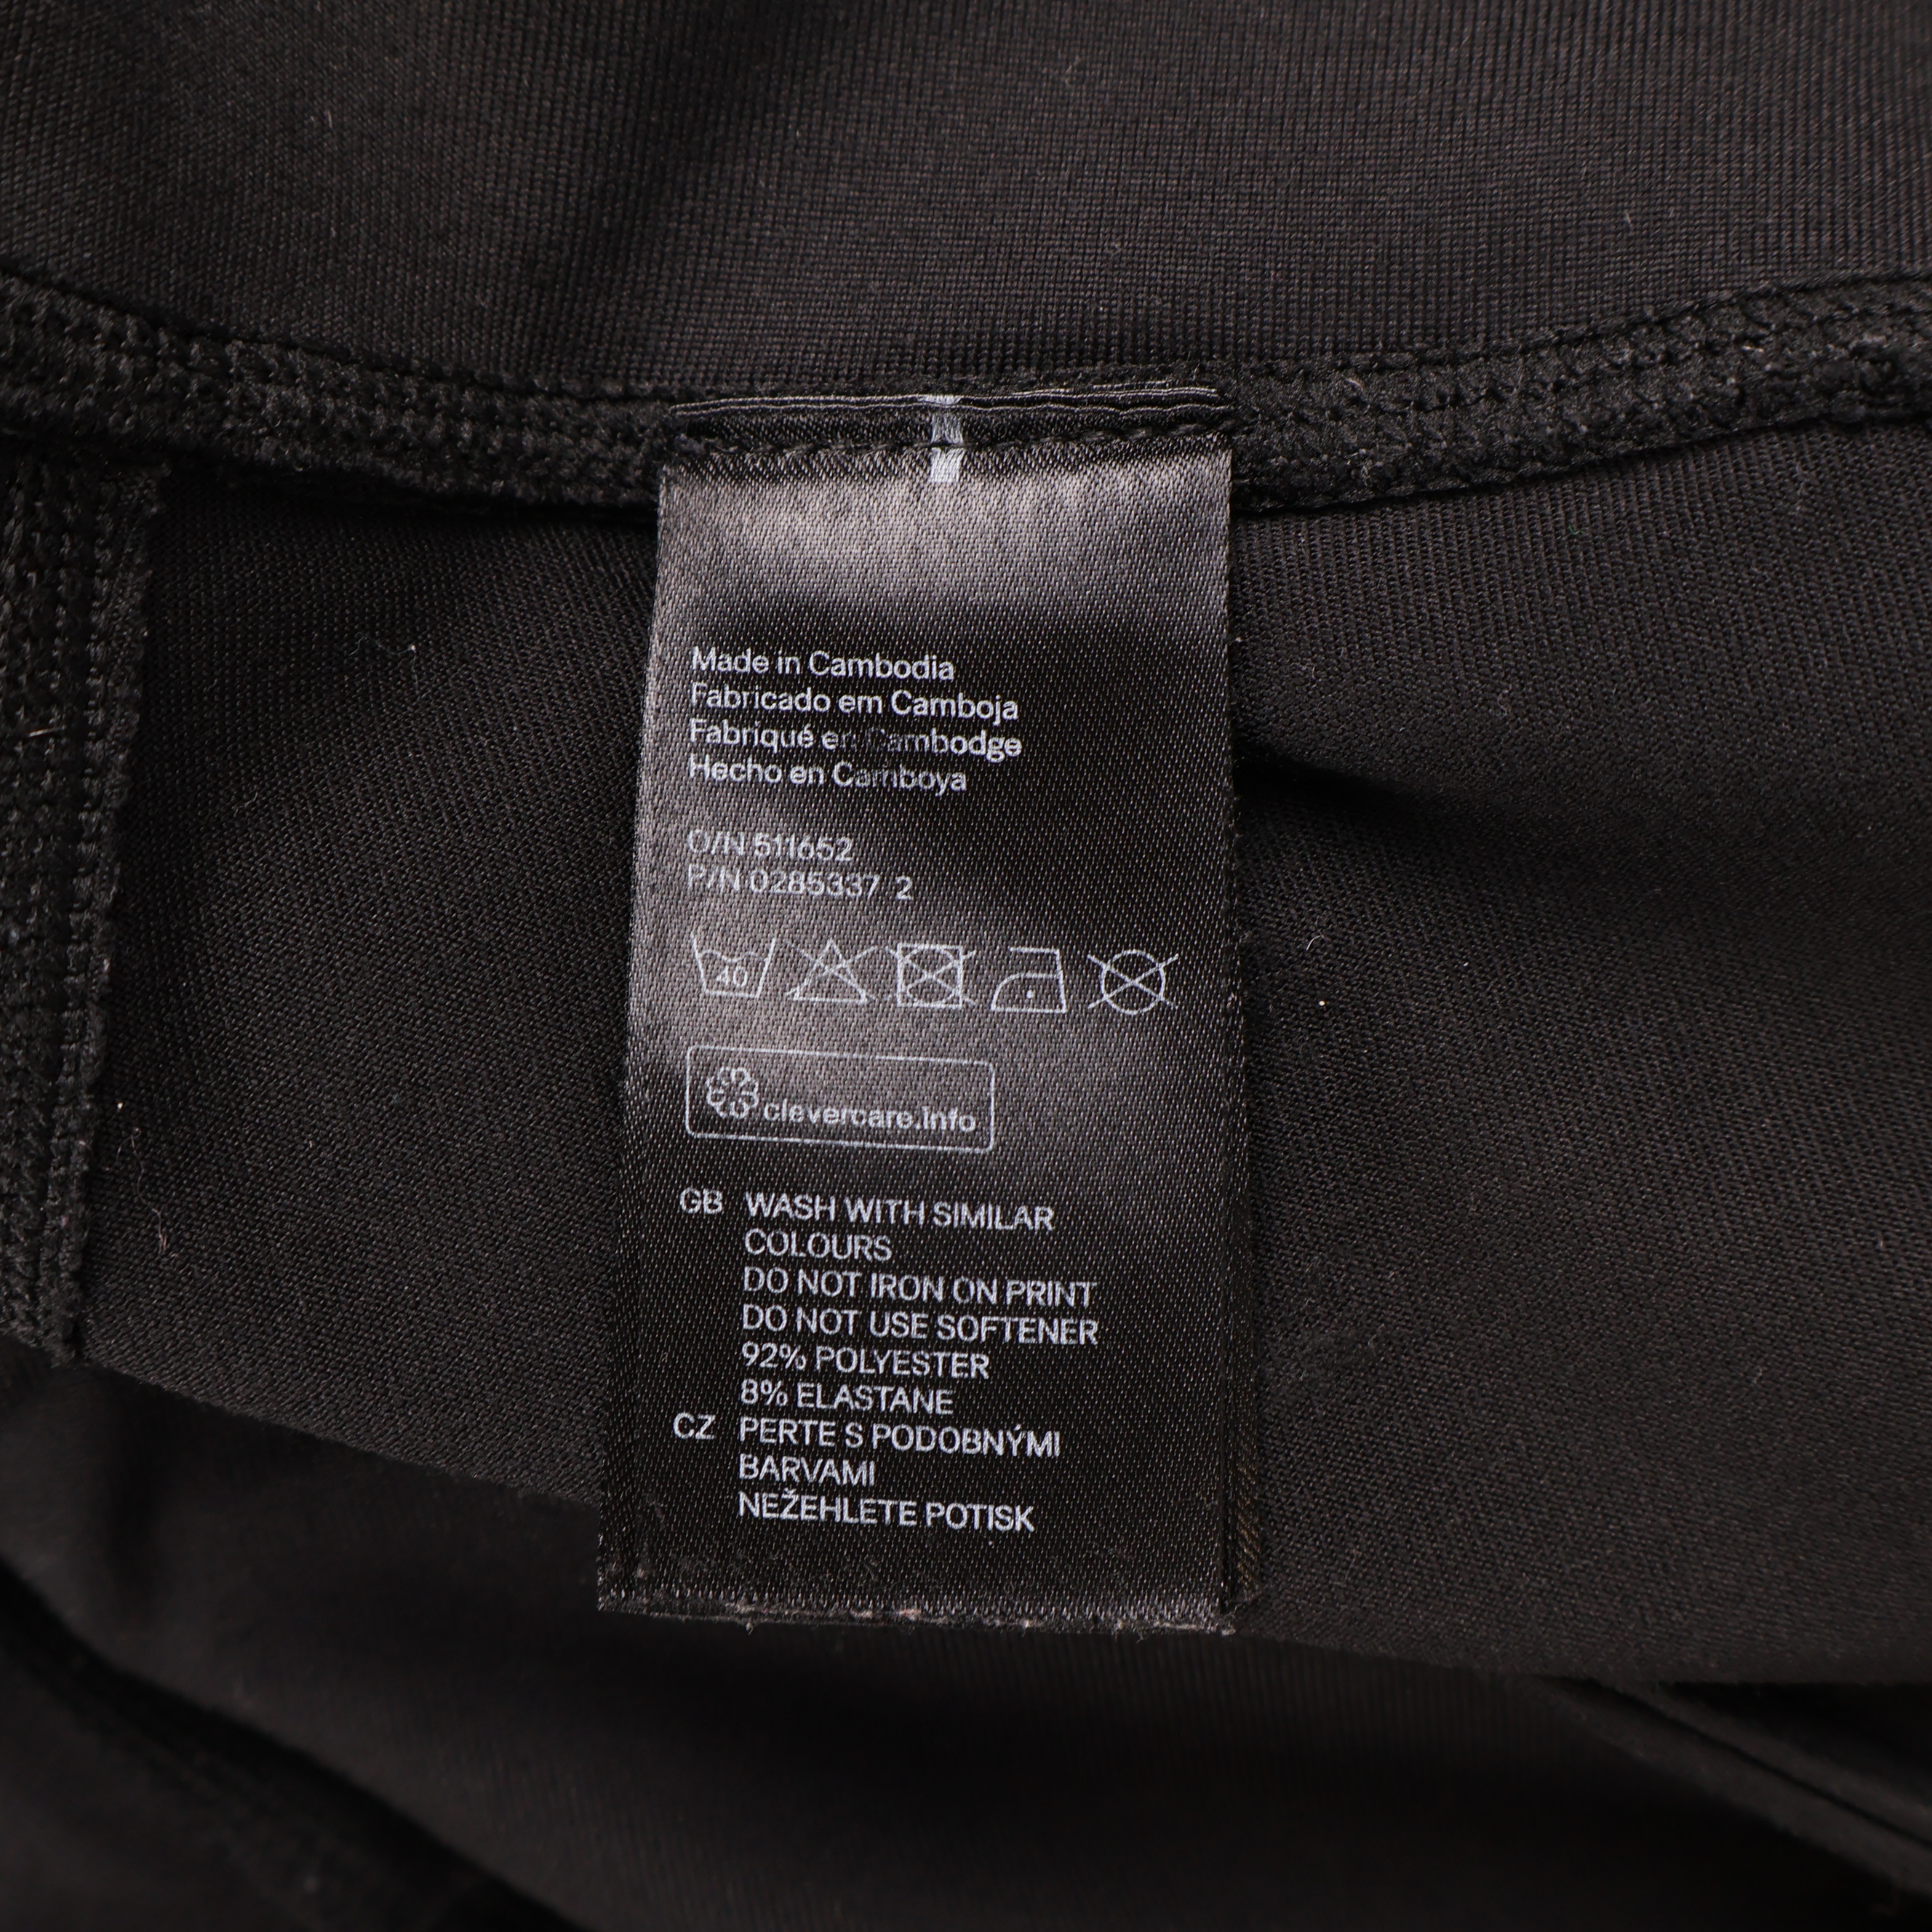 Made in Cambodia
Fabricado em Camboja
Fabriqué en Cambodge
Hecho en Camboya
O/N 511652
P/N 0285337 2
40
clevercare.info
GB WASH WITH SIMILAR
COLOURS
DO NOT IRON ON PRINT
DO NOT USE SOFTENER
92% POLYESTER
8% ELASTANE
CZ PERTE S PODOBNÝMI
BARVAMI
NEŽEHLETE POTISK